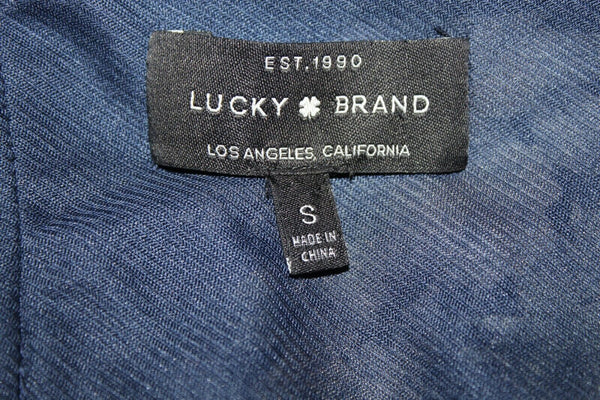 EST.1990
LUCKY BRAND
LOS ANGELES, CALIFORNIA
S
MADE IN
CHINA